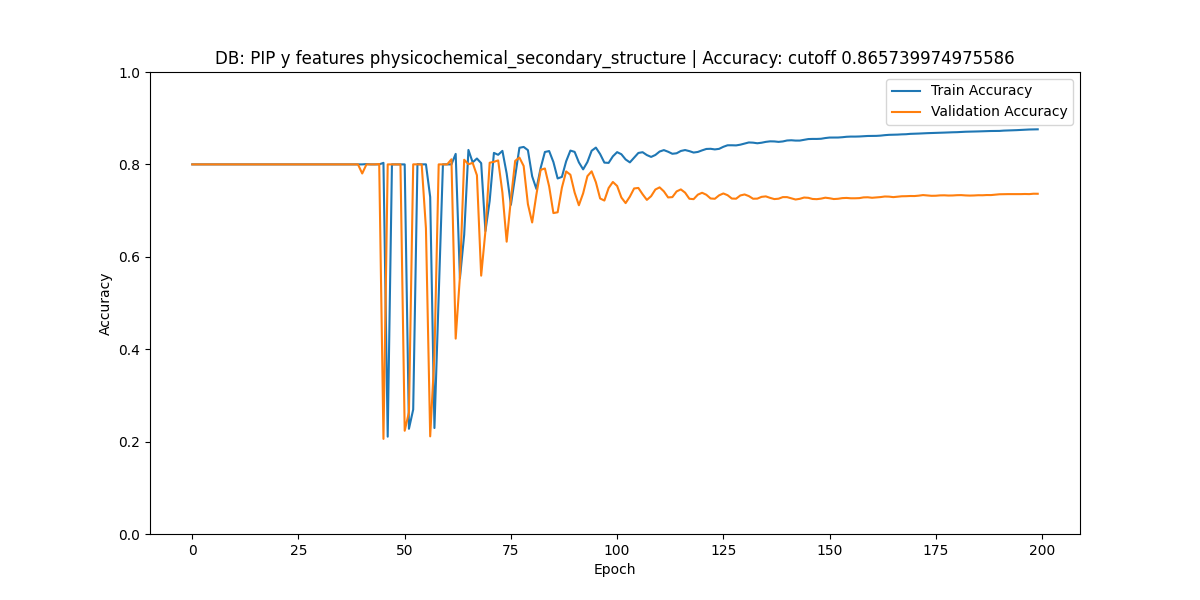 DB: PIP y features physicochemical_secondary_structure | Accuracy: cutoff 0.865739974975586
Train Accuracy
Validation Accuracy
Accuracy
1.0
0.8
0.6
0.4
0.2
0.0
0 25 50 75 100 125 150 175 200
Epoch